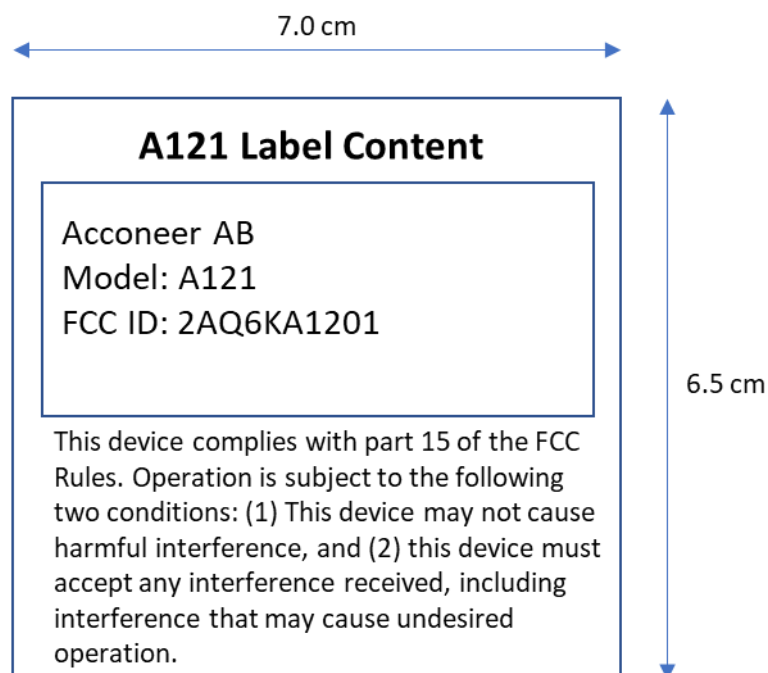 7.0 cm
A121 Label Content
Acconeer AB
Model: A121
FCC ID: 2AQ6KA1201
6.5 cm
This device complies with part 15 of the FCC
Rules. Operation is subject to the following
two conditions: (1) This device may not cause
harmful interference, and (2) this device must
accept any interference received, including
interference that may cause undesired
operation.